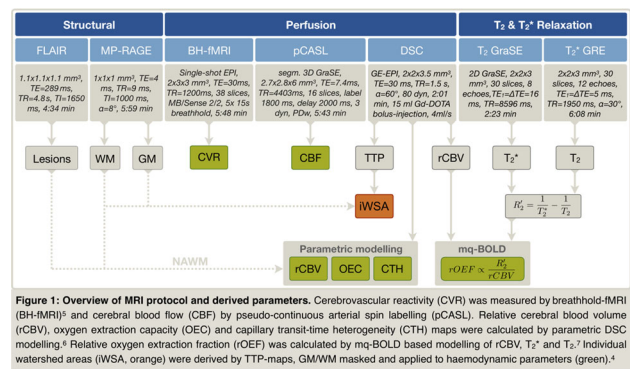 Structural
Perfusion
T₂ & T₂* Relaxation
FLAIR
MP-RAGE
BH-fMRI
pCASL
DSC
T₂ GraSE
T₂* GRE
1.1x1.1x1.1 mm³,
TE=289 ms,
TR=4.8s, TI=1650
ms, 4:34 min
1x1x1 mm³, TE=4
ms, TR=9 ms,
TI=1000 ms,
α=8°, 5:59 min
Single-shot EPI,
2x3x3 mm³, TE=30ms,
TR=1200ms, 38 slices,
MB/Sense 2/2, 5x 15s
breathhold, 5:48 min
segm. 3D GraSE,
2.7x2.8x6 mm³, TE=7.4ms,
TR=4403ms, 16 slices, label
1800 ms, delay 2000 ms, 3
dyn, PDw, 5:43 min
GE-EPI, 2x2x3.5 mm³,
TE=30 ms, TR=1.5 s,
α=60°, 80 dyn, 2:01
min, 15 ml Gd-DOTA
bolus-injection, 4ml/s
2D GraSE, 2x2x3
mm³, 30 slices, 8
echoes,TE₁=ΔTE=16
ms, TR=8596 ms,
2:23 min
2x2x3 mm³, 30
slices, 12 echoes,
TE₁=ΔTE=5 ms,
TR=1950 ms, α=30°,
6:08 min
Lesions
WM
GM
CVR
CBF
TTP
rCBV
T₂*
T₂
iWSA
R₂′ = 1/T₂* − 1/T₂
NAWM
Parametric modelling
rCBV
OEC
CTH
mq-BOLD
rOEF ∝ R₂′/rCBV
Figure 1: Overview of MRI protocol and derived parameters. Cerebrovascular reactivity (CVR) was measured by breathhold-fMRI
(BH-fMRI)⁵ and cerebral blood flow (CBF) by pseudo-continuous arterial spin labelling (pCASL). Relative cerebral blood volume
(rCBV), oxygen extraction capacity (OEC) and capillary transit-time heterogeneity (CTH) maps were calculated by parametric DSC
modelling.⁶ Relative oxygen extraction fraction (rOEF) was calculated by mq-BOLD based modelling of rCBV, T₂* and T₂.⁷ Individual
watershed areas (iWSA, orange) were derived by TTP-maps, GM/WM masked and applied to haemodynamic parameters (green).⁴